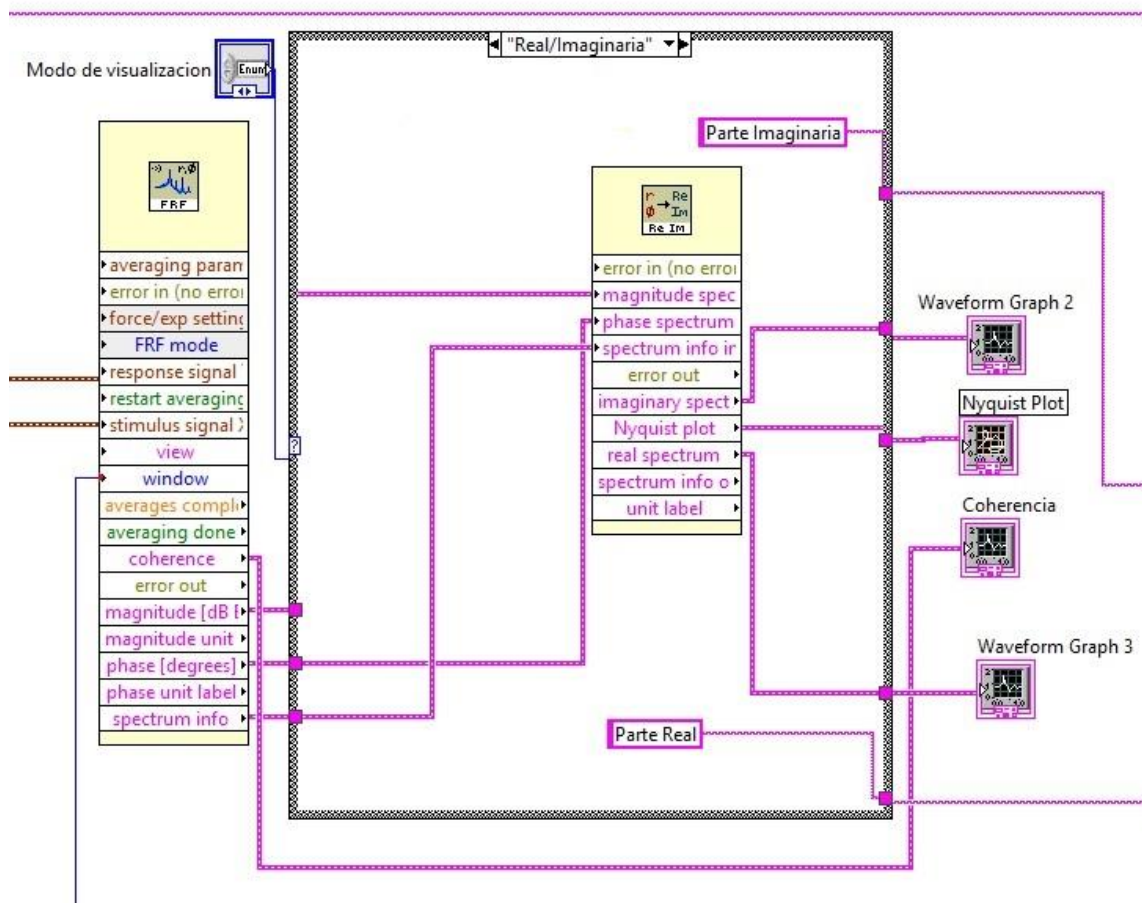 "Real/Imaginaria"
Modo de visualizacion
Enum
Parte Imaginaria
r,φ
FRF
r Re
φ Im
Re Im
averaging param
error in (no error
force/exp setting
FRF mode
response signal
restart averaging
stimulus signal X
view
window
averages comple
averaging done
coherence
error out
magnitude [dB
magnitude unit
phase [degrees]
phase unit label
spectrum info
?
error in (no error
magnitude spec
phase spectrum
spectrum info in
error out
imaginary spect
Nyquist plot
real spectrum
spectrum info o
unit label
Waveform Graph 2
Nyquist Plot
Coherencia
Waveform Graph 3
Parte Real